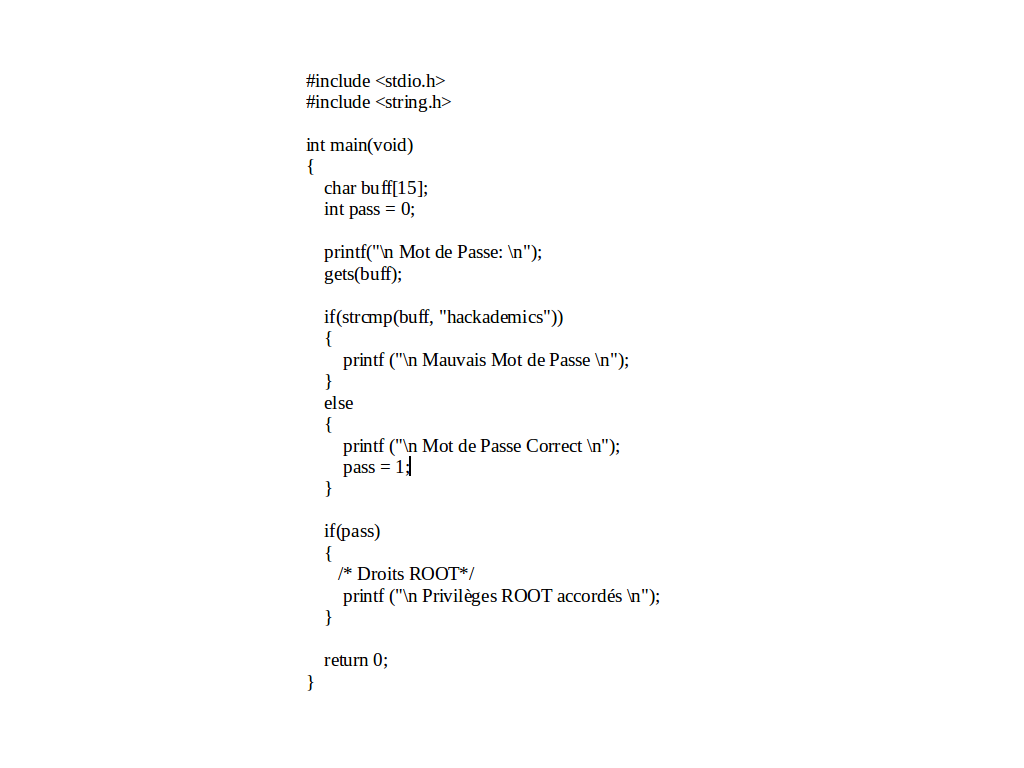 #include <stdio.h>
#include <string.h>
int main(void)
{
char buff[15];
int pass = 0;
printf("\n Mot de Passe: \n");
gets(buff);
if(strcmp(buff, "hackademics"))
{
printf ("\n Mauvais Mot de Passe \n");
}
else
{
printf ("\n Mot de Passe Correct \n");
pass = 1;
}
if(pass)
{
/* Droits ROOT*/
printf ("\n Privilèges ROOT accordés \n");
}
return 0;
}